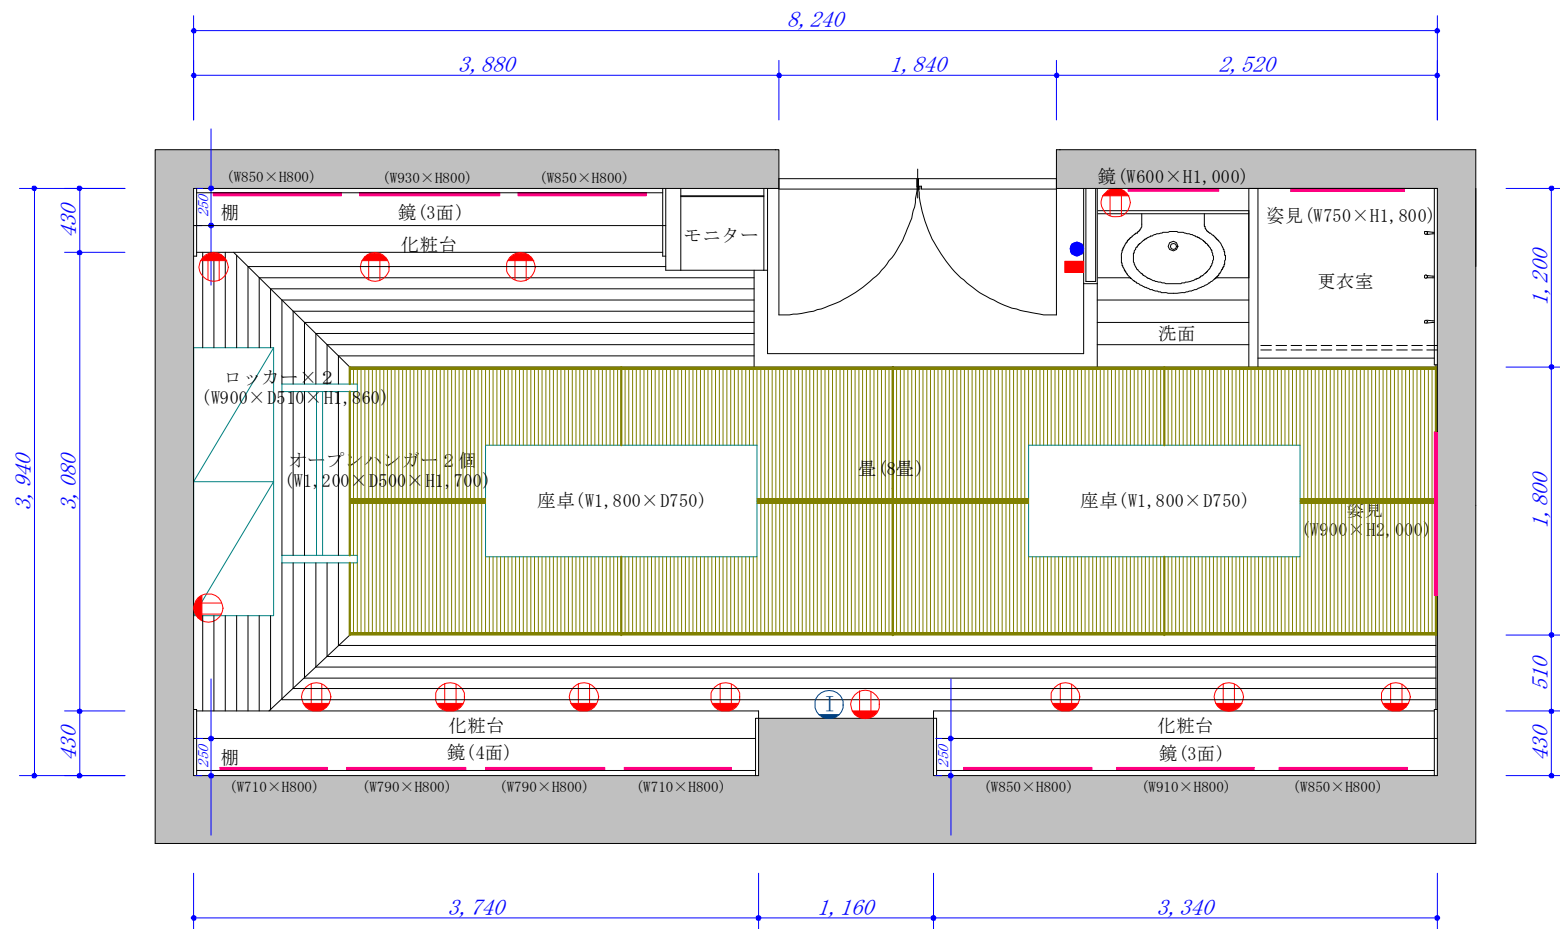 8,240
3,880
1,840
2,520
(W850×H800)
(W930×H800)
(W850×H800)
鏡(W600×H1,000)
250
棚
鏡(3面)
姿見(W750×H1,800)
430
化粧台
モニター
1,200
更衣室
洗面
ロッカー×2
(W900×D510×H1,860)
オープンハンガー2個
(W1,200×D500×H1,700)
畳(8畳)
3,940
3,080
座卓(W1,800×D750)
座卓(W1,800×D750)
姿見
(W900×H2,000)
1,800
510
I
化粧台
化粧台
430
250
棚
鏡(4面)
250
鏡(3面)
430
(W710×H800)
(W790×H800)
(W790×H800)
(W710×H800)
(W850×H800)
(W910×H800)
(W850×H800)
3,740
1,160
3,340